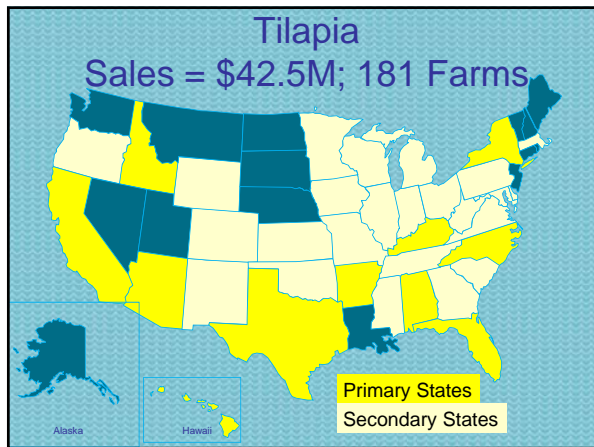 Tilapia
Sales = $42.5M; 181 Farms
Alaska
Hawaii
Primary States
Secondary States